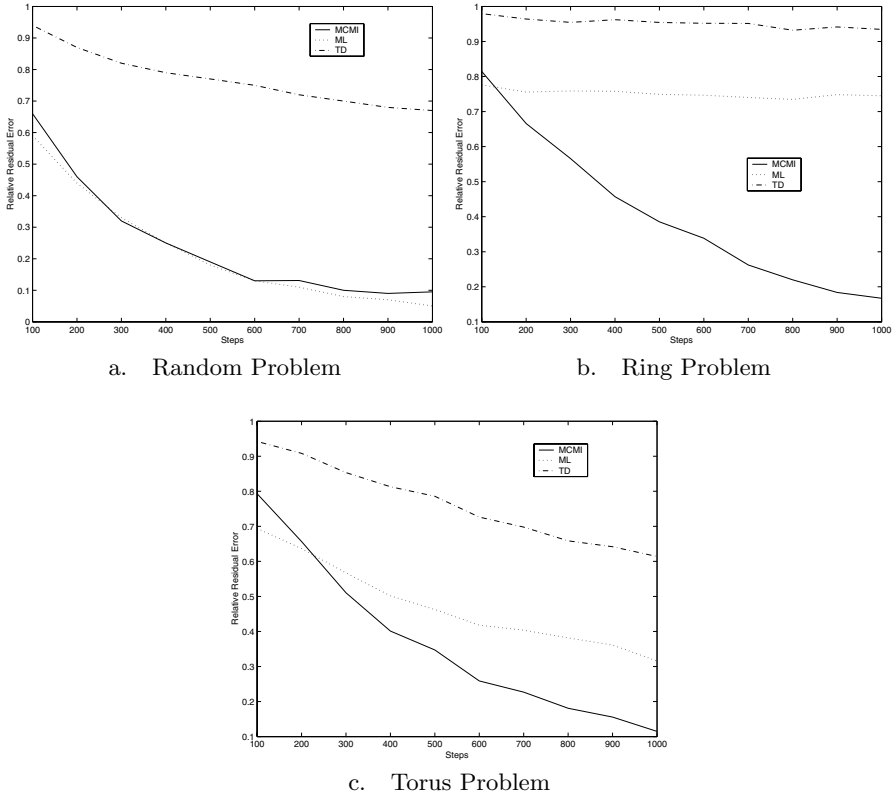 1
0.9
0.8
0.7
0.6
0.5
0.4
0.3
0.2
0.1
0
Relative Residual Error
MCMI
ML
TD
100 200 300 400 500 600 700 800 900 1000
Steps
a. Random Problem
1
0.9
0.8
0.7
0.6
0.5
0.4
0.3
0.2
0.1
Relative Residual Error
MCMI
ML
TD
100 200 300 400 500 600 700 800 900 1000
Steps
b. Ring Problem
1
0.9
0.8
0.7
0.6
0.5
0.4
0.3
0.2
0.1
Relative Residual Error
MCMI
ML
TD
100 200 300 400 500 600 700 800 900 1000
Steps
c. Torus Problem